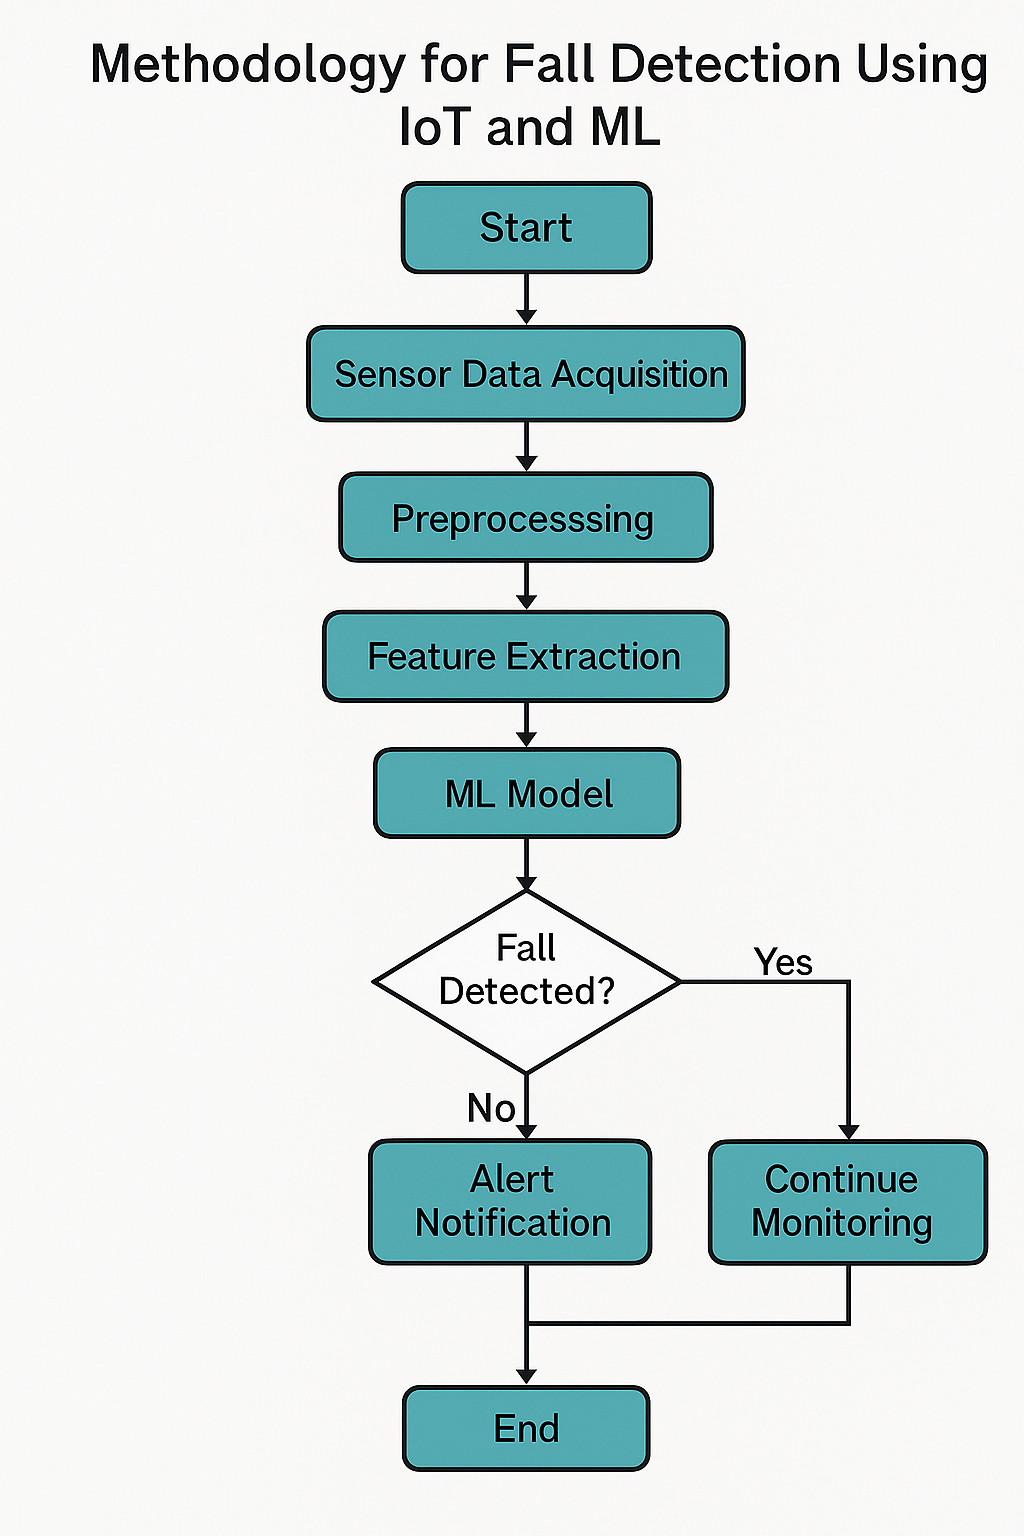 Methodology for Fall Detection Using
IoT and ML
Start
Sensor Data Acquisition
Preprocesssing
Feature Extraction
ML Model
Fall
Detected?
Yes
No
Alert
Notification
Continue
Monitoring
End